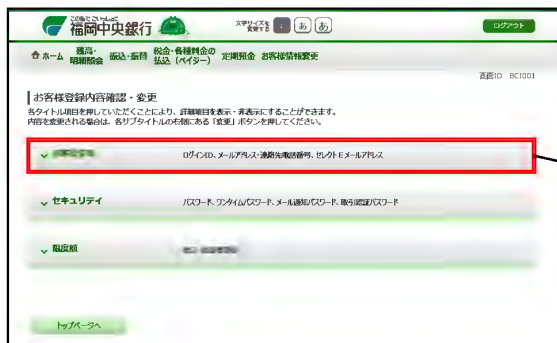 福岡中央銀行
文字サイズを変更する
あ
あ
ログアウト
ホーム
残高・明細照会
振込・振替
税金・各種料金の払込（ペイジー）
定期預金
お客様情報変更
画面ID BCI001
お客様登録内容確認・変更
各タイトル項目を押していただくことにより、詳細項目を表示・非表示にすることができます。
内容を変更される場合は、各サブタイトルの右側にある「変更」ボタンを押してください。
ログインID、メールアドレス・連絡先電話番号、セレクトEメールアドレス
セキュリティ
パスワード、ワンタイムパスワード、メール通知パスワード、取引認証パスワード
限度額
トップページへ